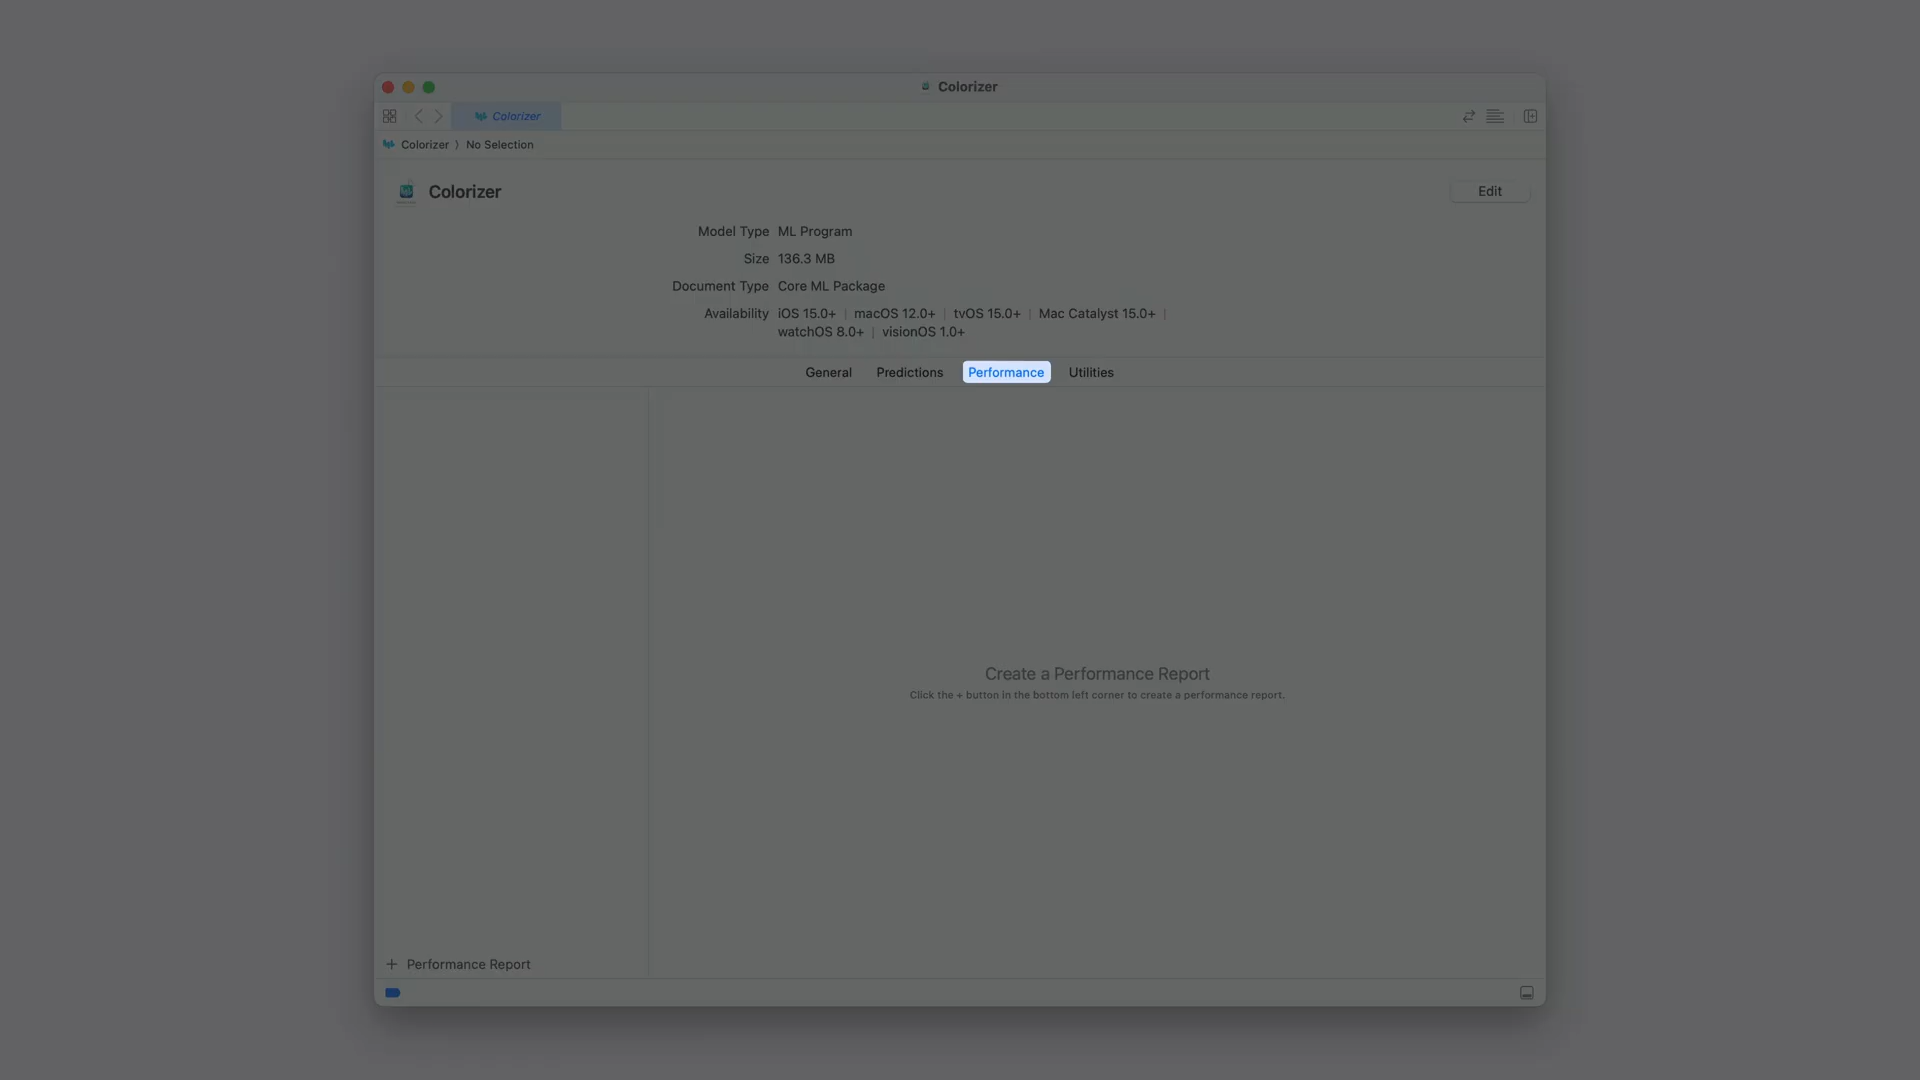 Colorizer
Colorizer
Colorizer 〉 No Selection
Colorizer
Edit
Model Type ML Program
Size 136.3 MB
Document Type Core ML Package
Availability iOS 15.0+ | macOS 12.0+ | tvOS 15.0+ | Mac Catalyst 15.0+ |
watchOS 8.0+ | visionOS 1.0+
General Predictions Performance Utilities
Create a Performance Report
Click the + button in the bottom left corner to create a performance report.
+ Performance Report